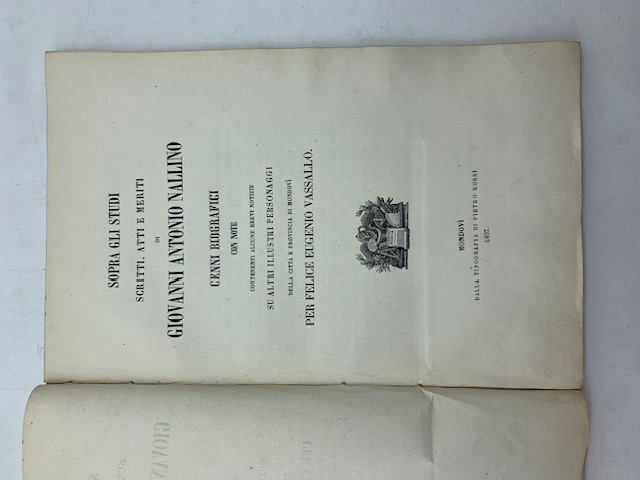 SOPRA GLI STUDI
SCRITTI, ATTI E MERITI
DI
GIOVANNI ANTONIO NALLINO
CENNI BIOGRAFICI
CON NOTE
CONTENENTI ALCUNE BREVI NOTIZIE
SU ALTRI ILLUSTRI PERSONAGGI
DELLA CITTÀ E PROVINCIA DI MONDOVÌ
PER FELICE EUGENIO VASSALLO.
MONDOVÌ
DALLA TIPOGRAFIA DI PIETRO ROSSI
1857.